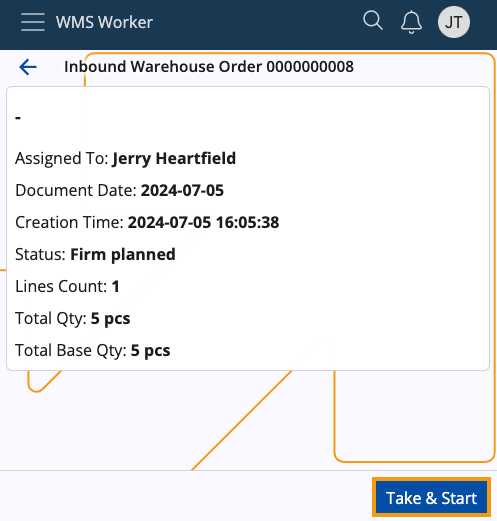 WMS Worker
JT
Inbound Warehouse Order 0000000008
-
Assigned To: Jerry Heartfield
Document Date: 2024-07-05
Creation Time: 2024-07-05 16:05:38
Status: Firm planned
Lines Count: 1
Total Qty: 5 pcs
Total Base Qty: 5 pcs
Take & Start